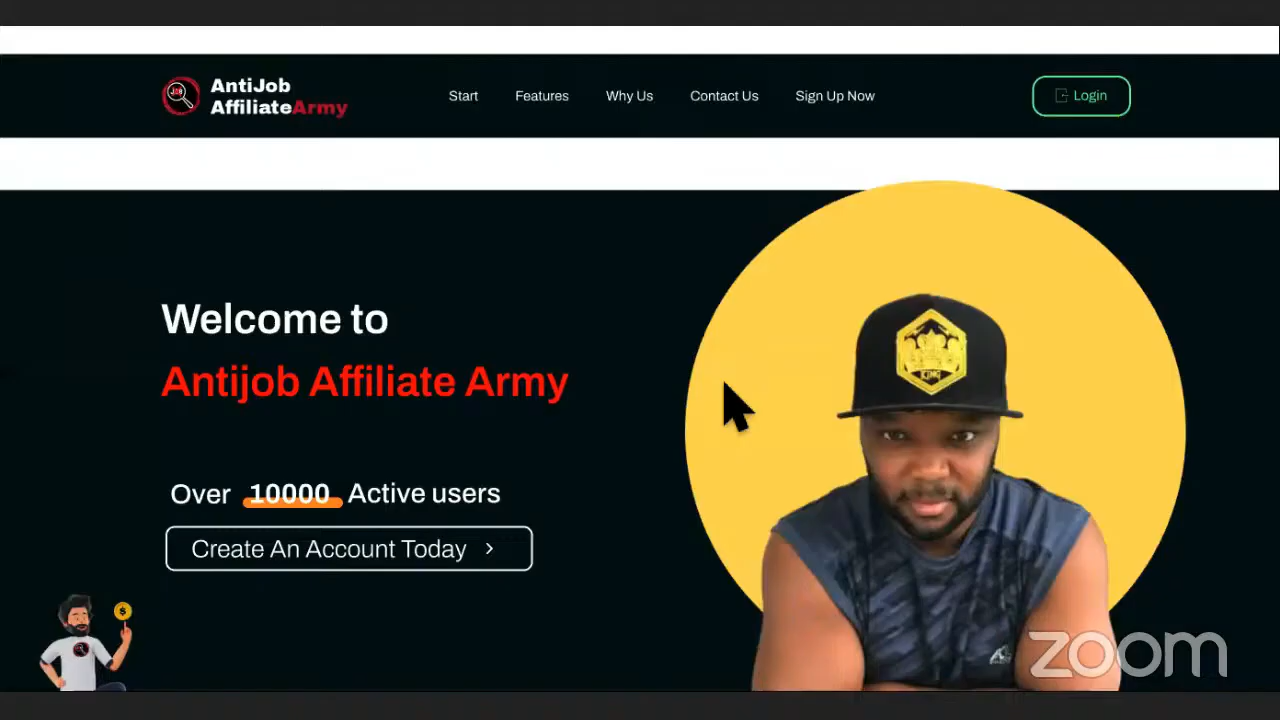 AntiJob
AffiliateArmy
Start
Features
Why Us
Contact Us
Sign Up Now
Login
Welcome to
Antijob Affiliate Army
Over 10000 Active users
Create An Account Today
KING
$
zoom